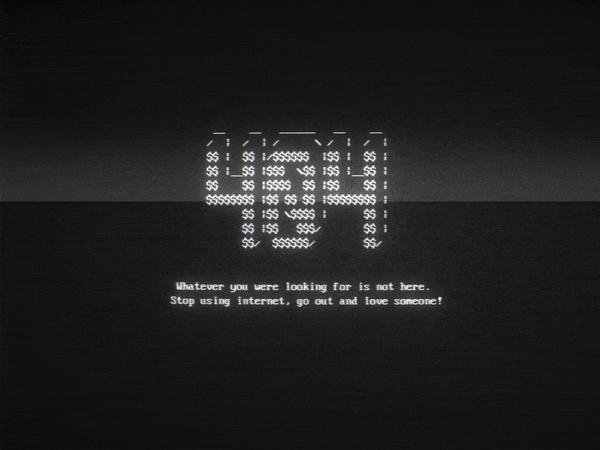 404
Whatever you were looking for is not here.
Stop using internet, go out and love someone!